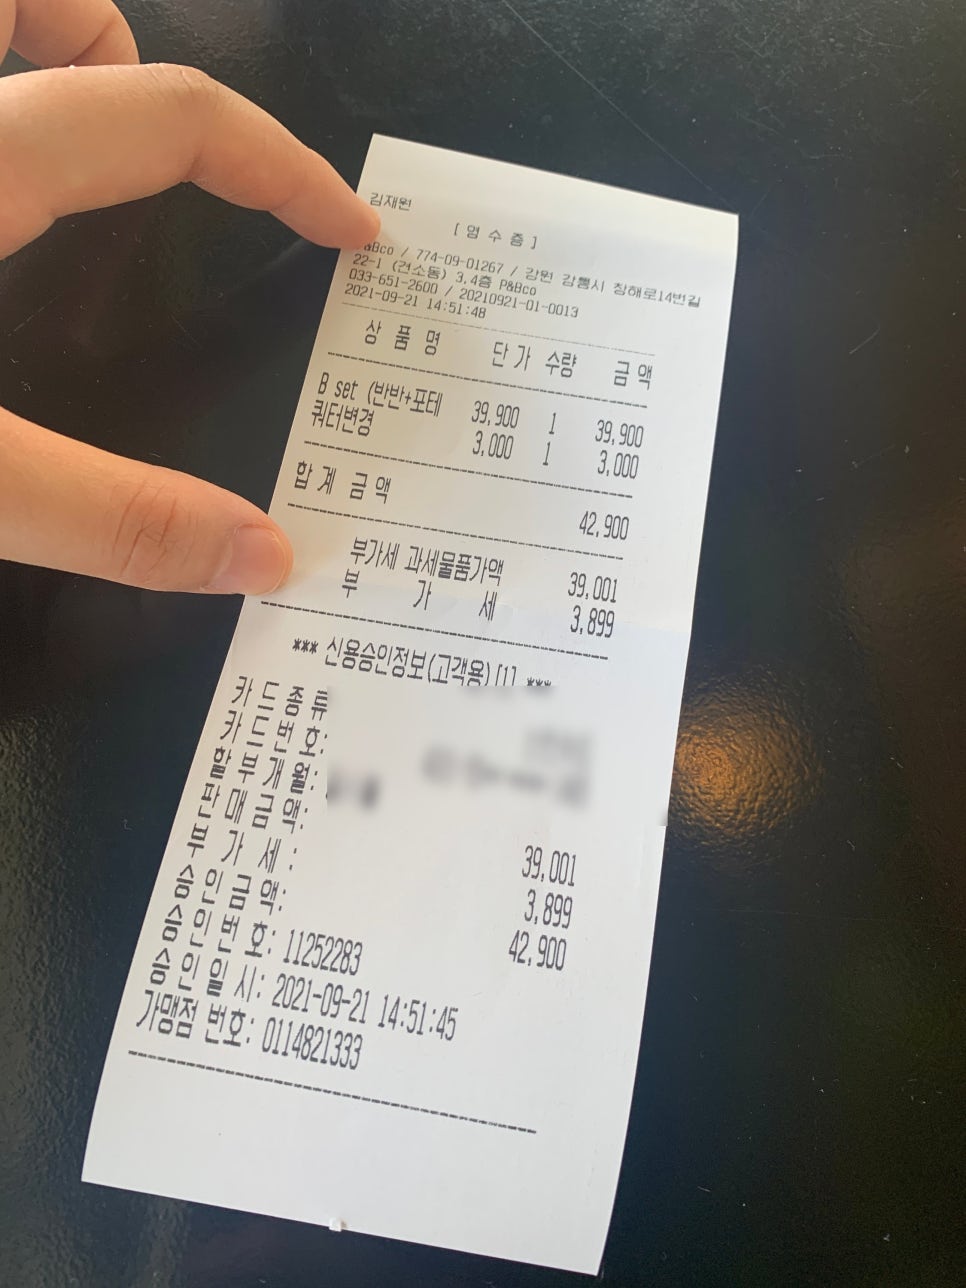 김재원
[ 영 수 증 ]
P&Bco / 774-09-01267 / 강원 강릉시 창해로14번길
22-1 (견소동) 3,4층 P&Bco
033-651-2600 / 20210921-01-0013
2021-09-21 14:51:48
상 품 명 단 가 수량 금 액
B set (반반+포테 39,900 1 39,900
쿼터변경 3,000 1 3,000
합 계 금 액 42,900
부가세 과세물품가액 39,001
부 가 세 3,899
*** 신용승인정보(고객용) [1] ***
카 드 종 류
카 드 번 호:
할 부 개 월:
판 매 금 액: 39,001
부 가 세 : 3,899
승 인 금 액: 42,900
승 인 번 호: 11252283
승 인 일 시: 2021-09-21 14:51:45
가맹점 번호: 0114821333